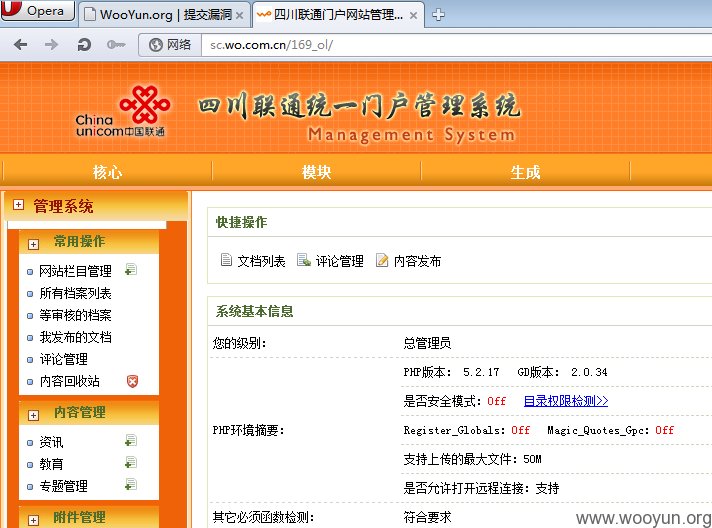 Opera
WooYun.org | 提交漏洞
四川联通门户网站管理...
网络
sc.wo.com.cn/169_ol/
China unicom中国联通
四川联通统一门户管理系统
Management System
核心
模块
生成
管理系统
常用操作
网站栏目管理
所有档案列表
等审核的档案
我发布的文档
评论管理
内容回收站
内容管理
资讯
教育
专题管理
附件管理
快捷操作
文档列表
评论管理
内容发布
系统基本信息
您的级别: 总管理员
PHP环境摘要:
PHP版本: 5.2.17 GD版本: 2.0.34
是否安全模式:Off 目录权限检测>>
Register_Globals:Off Magic_Quotes_Gpc:Off
支持上传的最大文件:50M
是否允许打开远程连接:支持
其它必须函数检测: 符合要求
www.wooyun.org